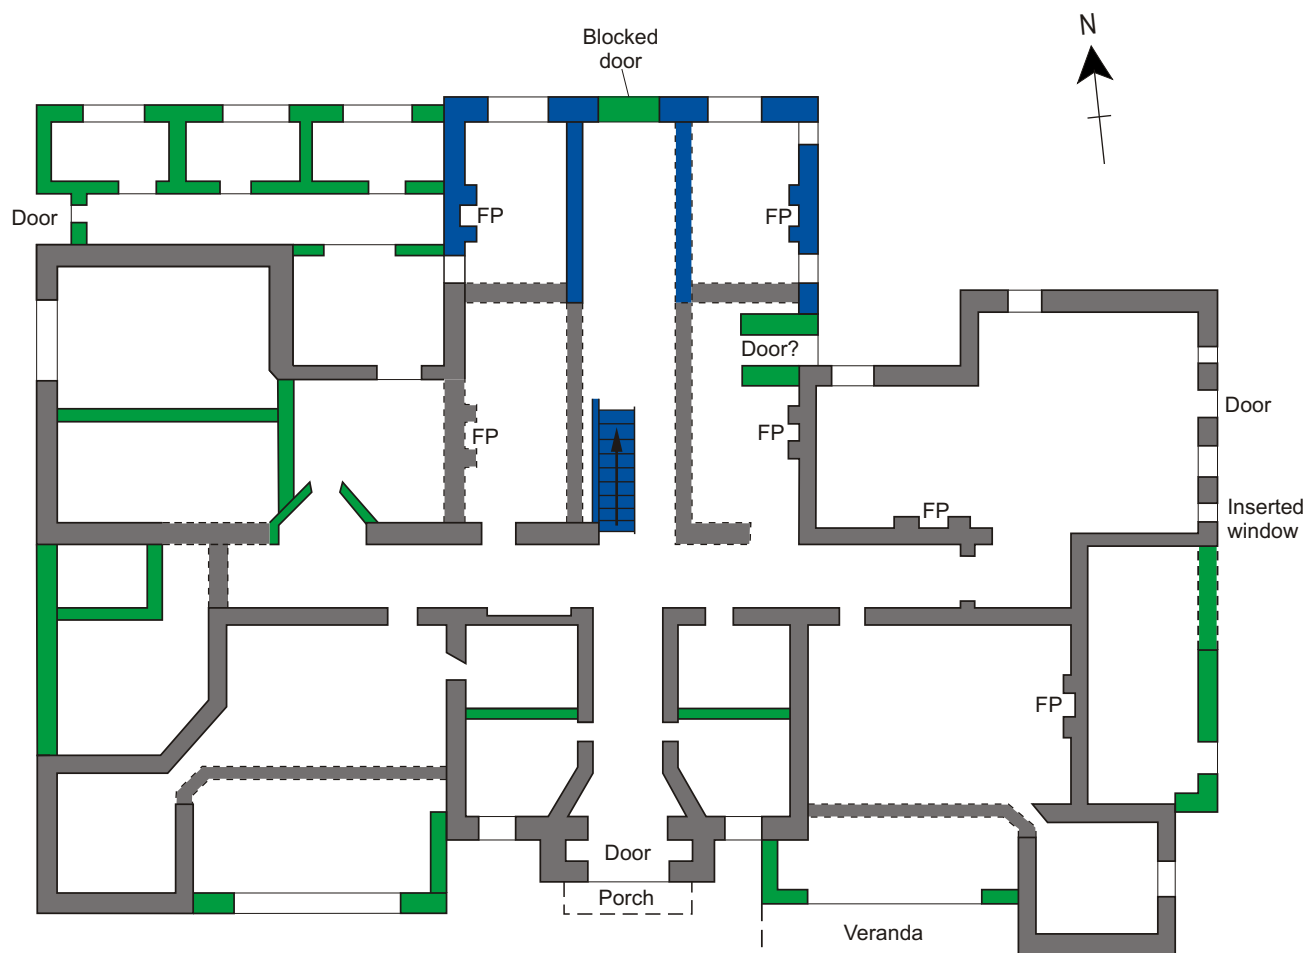 N
Blocked
door
Door
FP
FP
Door?
Door
FP
FP
FP
Inserted
window
FP
Door
Porch
Veranda